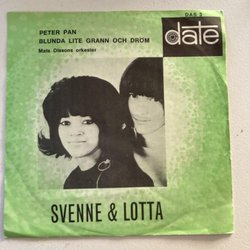 DAS 3
date
PETER PAN
BLUNDA LITE GRANN OCH DRÖM
Mats Olssons orkester
SVENNE & LOTTA